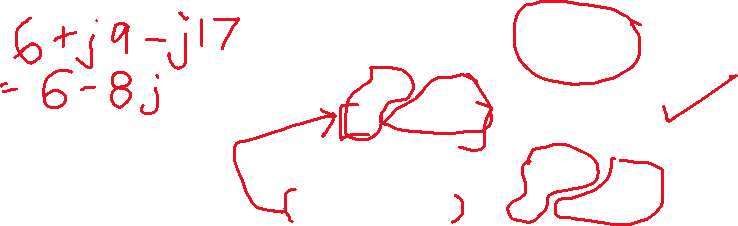 6+j9-j17
= 6-8j
[ ]
( )